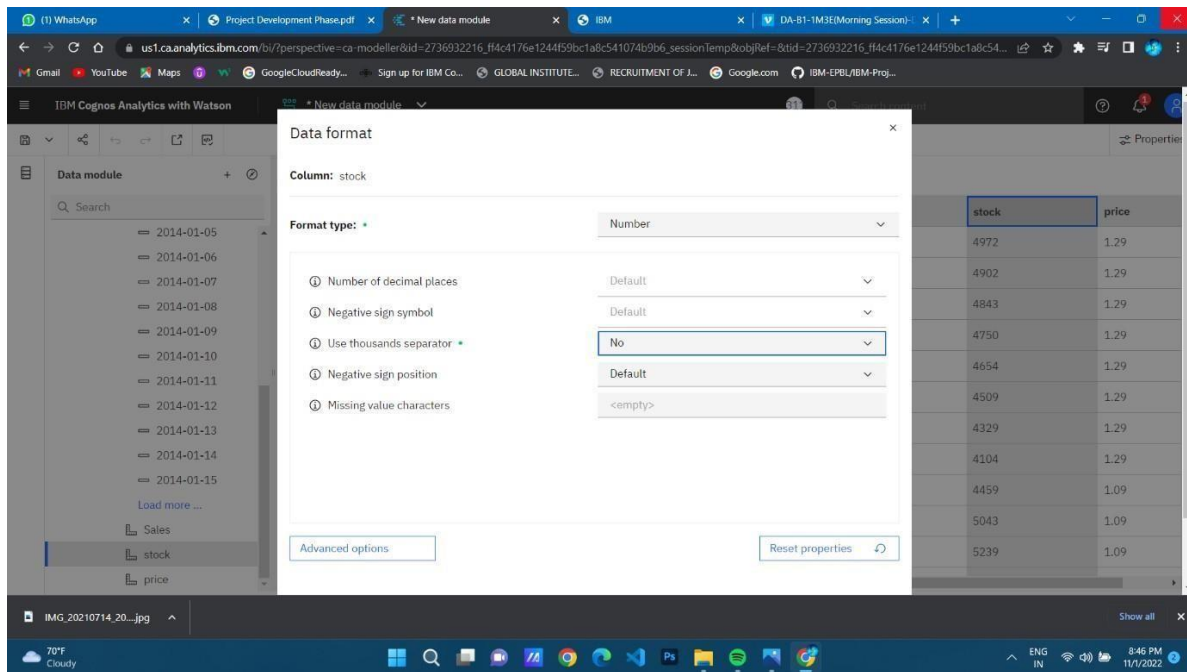 (1) WhatsApp
Project Development Phase.pdf
* New data module
IBM
DA-B1-1M3E(Morning Session)-
us1.ca.analytics.ibm.com/bi/?perspective=ca-modeller&id=2736932216_ff4c4176e1244f59bc1a8c541074b9b6_sessionTemp&objRef=&tid=2736932216_ff4c4176e1244f59bc1a8c54...
Gmail YouTube Maps GoogleCloudReady... Sign up for IBM Co... GLOBAL INSTITUTE... RECRUITMENT OF J... Google.com IBM-EPBL/IBM-Proj...
IBM Cognos Analytics with Watson
* New data module
Search content
Properties
Data module
Search
2014-01-05
2014-01-06
2014-01-07
2014-01-08
2014-01-09
2014-01-10
2014-01-11
2014-01-12
2014-01-13
2014-01-14
2014-01-15
Load more ...
Sales
stock
price
Data format
Column: stock
Format type: Number
Number of decimal places Default
Negative sign symbol Default
Use thousands separator No
Negative sign position Default
Missing value characters <empty>
Advanced options
Reset properties
stock price
4972 1.29
4902 1.29
4843 1.29
4750 1.29
4654 1.29
4509 1.29
4329 1.29
4104 1.29
4459 1.09
5043 1.09
5239 1.09
IMG_20210714_20....jpg
Show all
70°F
Cloudy
Ps
ENG
IN
8:46 PM
11/1/2022
2